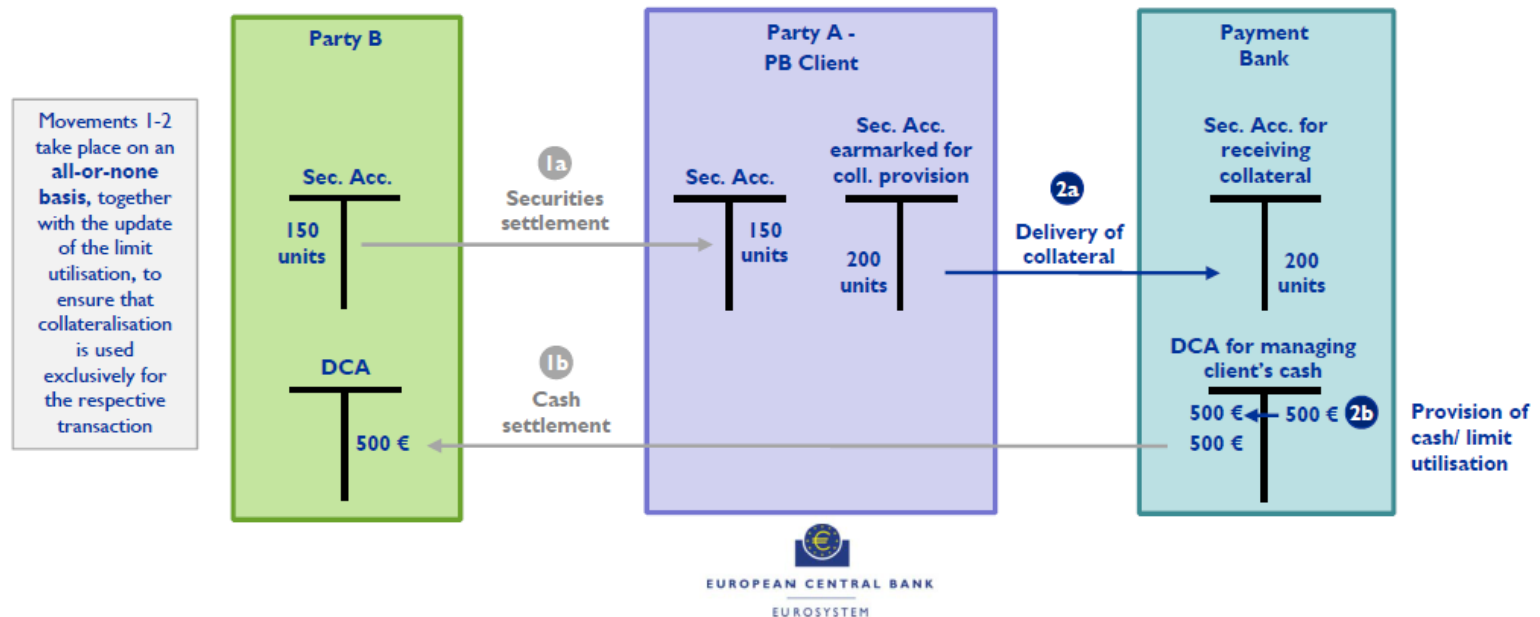 Party B
Party A -
PB Client
Payment
Bank
Movements 1-2
take place on an
all-or-none
basis, together
with the update
of the limit
utilisation, to
ensure that
collateralisation
is used
exclusively for
the respective
transaction
Sec. Acc.
150
units
1a
Securities
settlement
Sec. Acc.
150
units
Sec. Acc.
earmarked for
coll. provision
200
units
2a
Delivery of
collateral
Sec. Acc. for
receiving
collateral
200
units
DCA
500 €
1b
Cash
settlement
DCA for managing
client's cash
500 € 500 € 2b
500 €
Provision of
cash/ limit
utilisation
€
EUROPEAN CENTRAL BANK
EUROSYSTEM